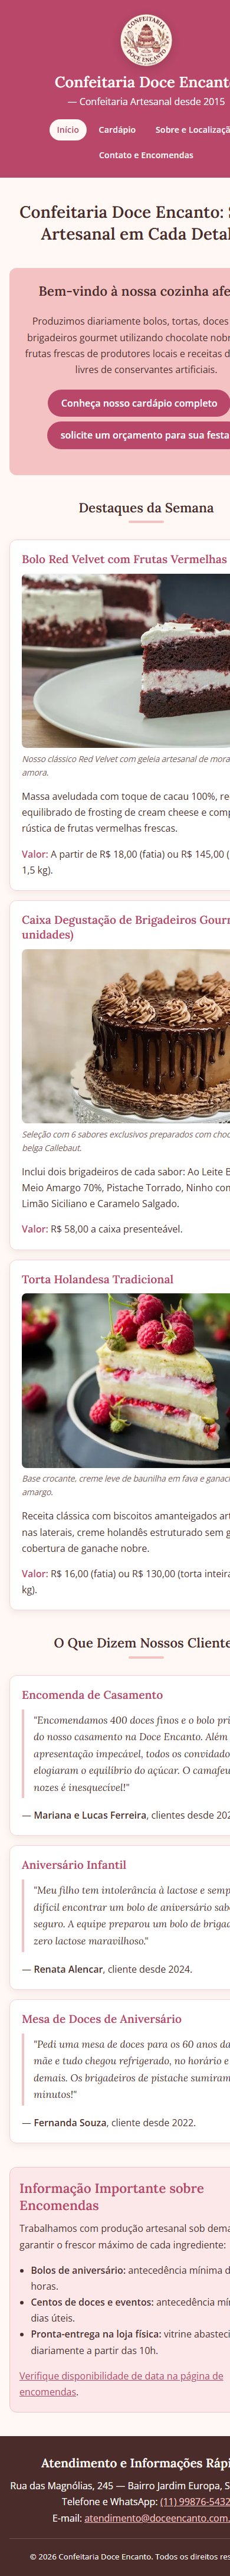 CONFEITARIA
DOCE ENCANTO
Confeitaria Doce Encanto
— Confeitaria Artesanal desde 2015
Início
Cardápio
Sobre e Localizaçã
Contato e Encomendas
Confeitaria Doce Encanto: S
Artesanal em Cada Detal
Bem-vindo à nossa cozinha afe
Produzimos diariamente bolos, tortas, doces
brigadeiros gourmet utilizando chocolate nobr
frutas frescas de produtores locais e receitas d
livres de conservantes artificiais.
Conheça nosso cardápio completo
solicite um orçamento para sua festa
Destaques da Semana
Bolo Red Velvet com Frutas Vermelhas
Nosso clássico Red Velvet com geleia artesanal de mora
amora.
Massa aveludada com toque de cacau 100%, re
equilibrado de frosting de cream cheese e comp
rústica de frutas vermelhas frescas.
Valor: A partir de R$ 18,00 (fatia) ou R$ 145,00 (
1,5 kg).
Caixa Degustação de Brigadeiros Gourm
unidades)
Seleção com 6 sabores exclusivos preparados com choc
belga Callebaut.
Inclui dois brigadeiros de cada sabor: Ao Leite B
Meio Amargo 70%, Pistache Torrado, Ninho com
Limão Siciliano e Caramelo Salgado.
Valor: R$ 58,00 a caixa presenteável.
Torta Holandesa Tradicional
Base crocante, creme leve de baunilha em fava e ganach
amargo.
Receita clássica com biscoitos amanteigados art
nas laterais, creme holandês estruturado sem g
cobertura de ganache nobre.
Valor: R$ 16,00 (fatia) ou R$ 130,00 (torta inteira
kg).
O Que Dizem Nossos Cliente
Encomenda de Casamento
"Encomendamos 400 doces finos e o bolo pri
do nosso casamento na Doce Encanto. Além
apresentação impecável, todos os convidado
elogiaram o equilíbrio do açúcar. O camafeu
nozes é inesquecível!"
— Mariana e Lucas Ferreira, clientes desde 202
Aniversário Infantil
"Meu filho tem intolerância à lactose e semp
difícil encontrar um bolo de aniversário sabo
seguro. A equipe preparou um bolo de brigad
zero lactose maravilhoso."
— Renata Alencar, cliente desde 2024.
Mesa de Doces de Aniversário
"Pedi uma mesa de doces para os 60 anos da
mãe e tudo chegou refrigerado, no horário e
demais. Os brigadeiros de pistache sumiram
minutos!"
— Fernanda Souza, cliente desde 2022.
Informação Importante sobre
Encomendas
Trabalhamos com produção artesanal sob dema
garantir o frescor máximo de cada ingrediente:
• Bolos de aniversário: antecedência mínima d
horas.
• Centos de doces e eventos: antecedência mín
dias úteis.
• Pronta-entrega na loja física: vitrine abasteci
diariamente a partir das 10h.
Verifique disponibilidade de data na página de
encomendas.
Atendimento e Informações Rápi
Rua das Magnólias, 245 — Bairro Jardim Europa, S
Telefone e WhatsApp: (11) 99876-5432
E-mail: atendimento@doceencanto.com.
© 2026 Confeitaria Doce Encanto. Todos os direitos res